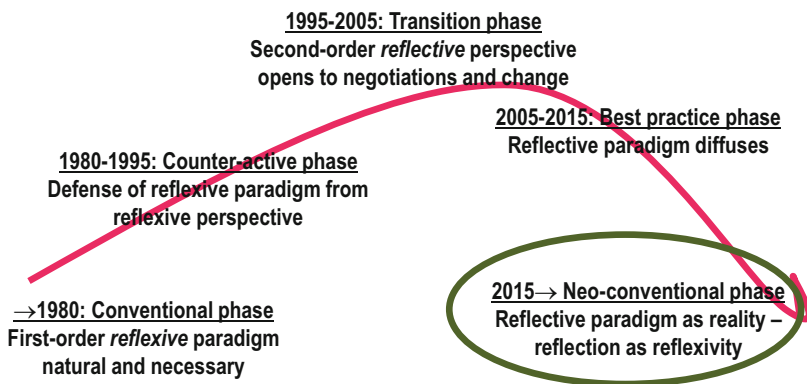 1995-2005: Transition phase
Second-order reflective perspective
opens to negotiations and change
2005-2015: Best practice phase
Reflective paradigm diffuses
1980-1995: Counter-active phase
Defense of reflexive paradigm from
reflexive perspective
→1980: Conventional phase
First-order reflexive paradigm
natural and necessary
2015→ Neo-conventional phase
Reflective paradigm as reality –
reflection as reflexivity